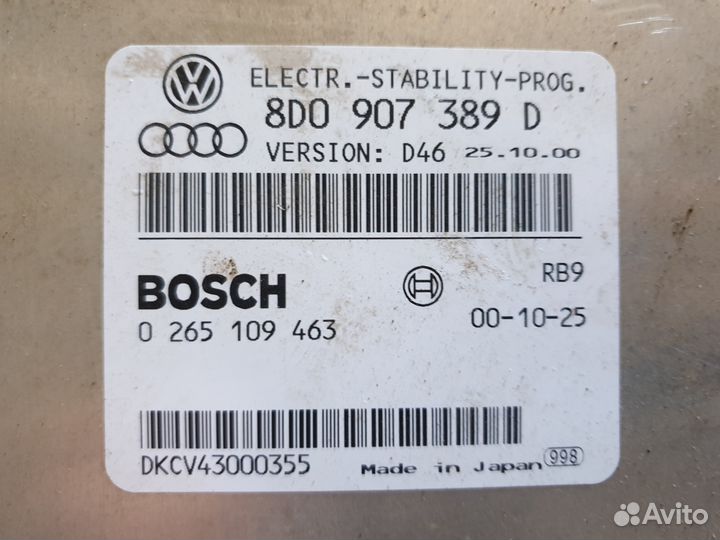 ELECTR.-STABILITY-PROG.
8D0 907 389 D
VERSION: D46 25.10.00
BOSCH
RB9
0 265 109 463 00-10-25
DKCV43000355 Made in Japan 998
Avito